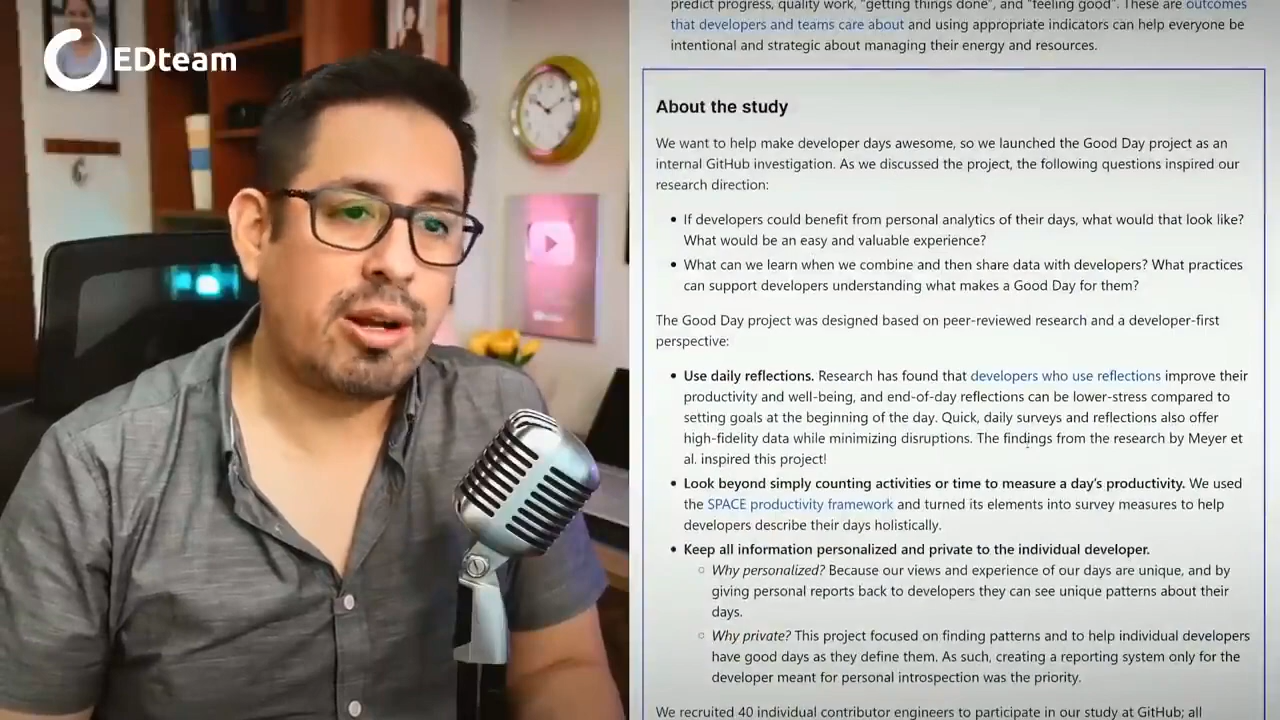 EDteam
predict progress, quality work, "getting things done", and "feeling good". These are outcomes
that developers and teams care about and using appropriate indicators can help everyone be
intentional and strategic about managing their energy and resources.
About the study
We want to help make developer days awesome, so we launched the Good Day project as an
internal GitHub investigation. As we discussed the project, the following questions inspired our
research direction:
• If developers could benefit from personal analytics of their days, what would that look like?
What would be an easy and valuable experience?
• What can we learn when we combine and then share data with developers? What practices
can support developers understanding what makes a Good Day for them?
The Good Day project was designed based on peer-reviewed research and a developer-first
perspective:
• Use daily reflections. Research has found that developers who use reflections improve their
productivity and well-being, and end-of-day reflections can be lower-stress compared to
setting goals at the beginning of the day. Quick, daily surveys and reflections also offer
high-fidelity data while minimizing disruptions. The findings from the research by Meyer et
al. inspired this project!
• Look beyond simply counting activities or time to measure a day's productivity. We used
the SPACE productivity framework and turned its elements into survey measures to help
developers describe their days holistically.
• Keep all information personalized and private to the individual developer.
○ Why personalized? Because our views and experience of our days are unique, and by
giving personal reports back to developers they can see unique patterns about their
days.
○ Why private? This project focused on finding patterns and to help individual developers
have good days as they define them. As such, creating a reporting system only for the
developer meant for personal introspection was the priority.
We recruited 40 individual contributor engineers to participate in our study at GitHub; all